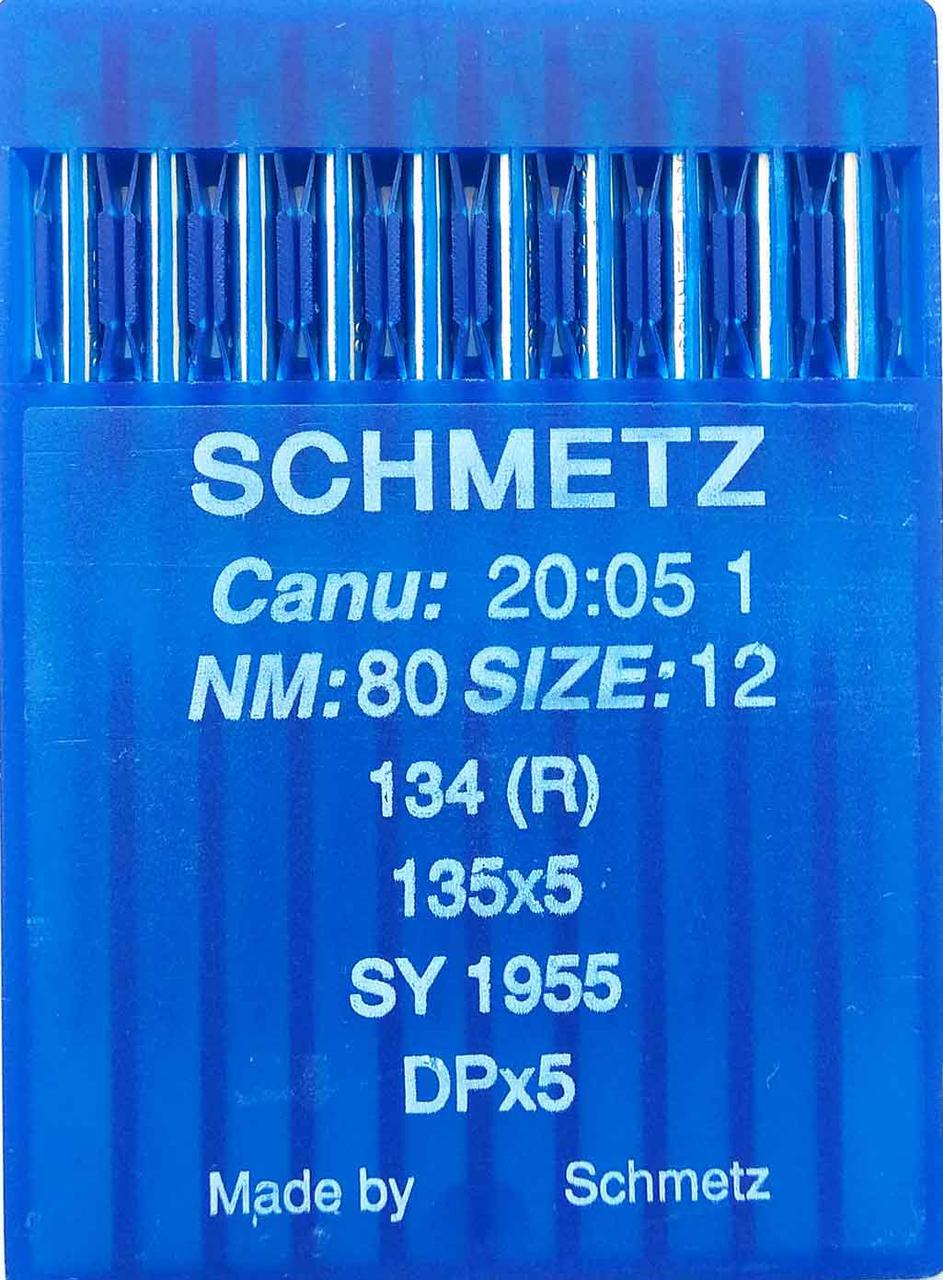 SCHMETZ
Canu: 20:05 1
NM:80 SIZE:12
134 (R)
135x5
SY 1955
DPx5
Made by Schmetz